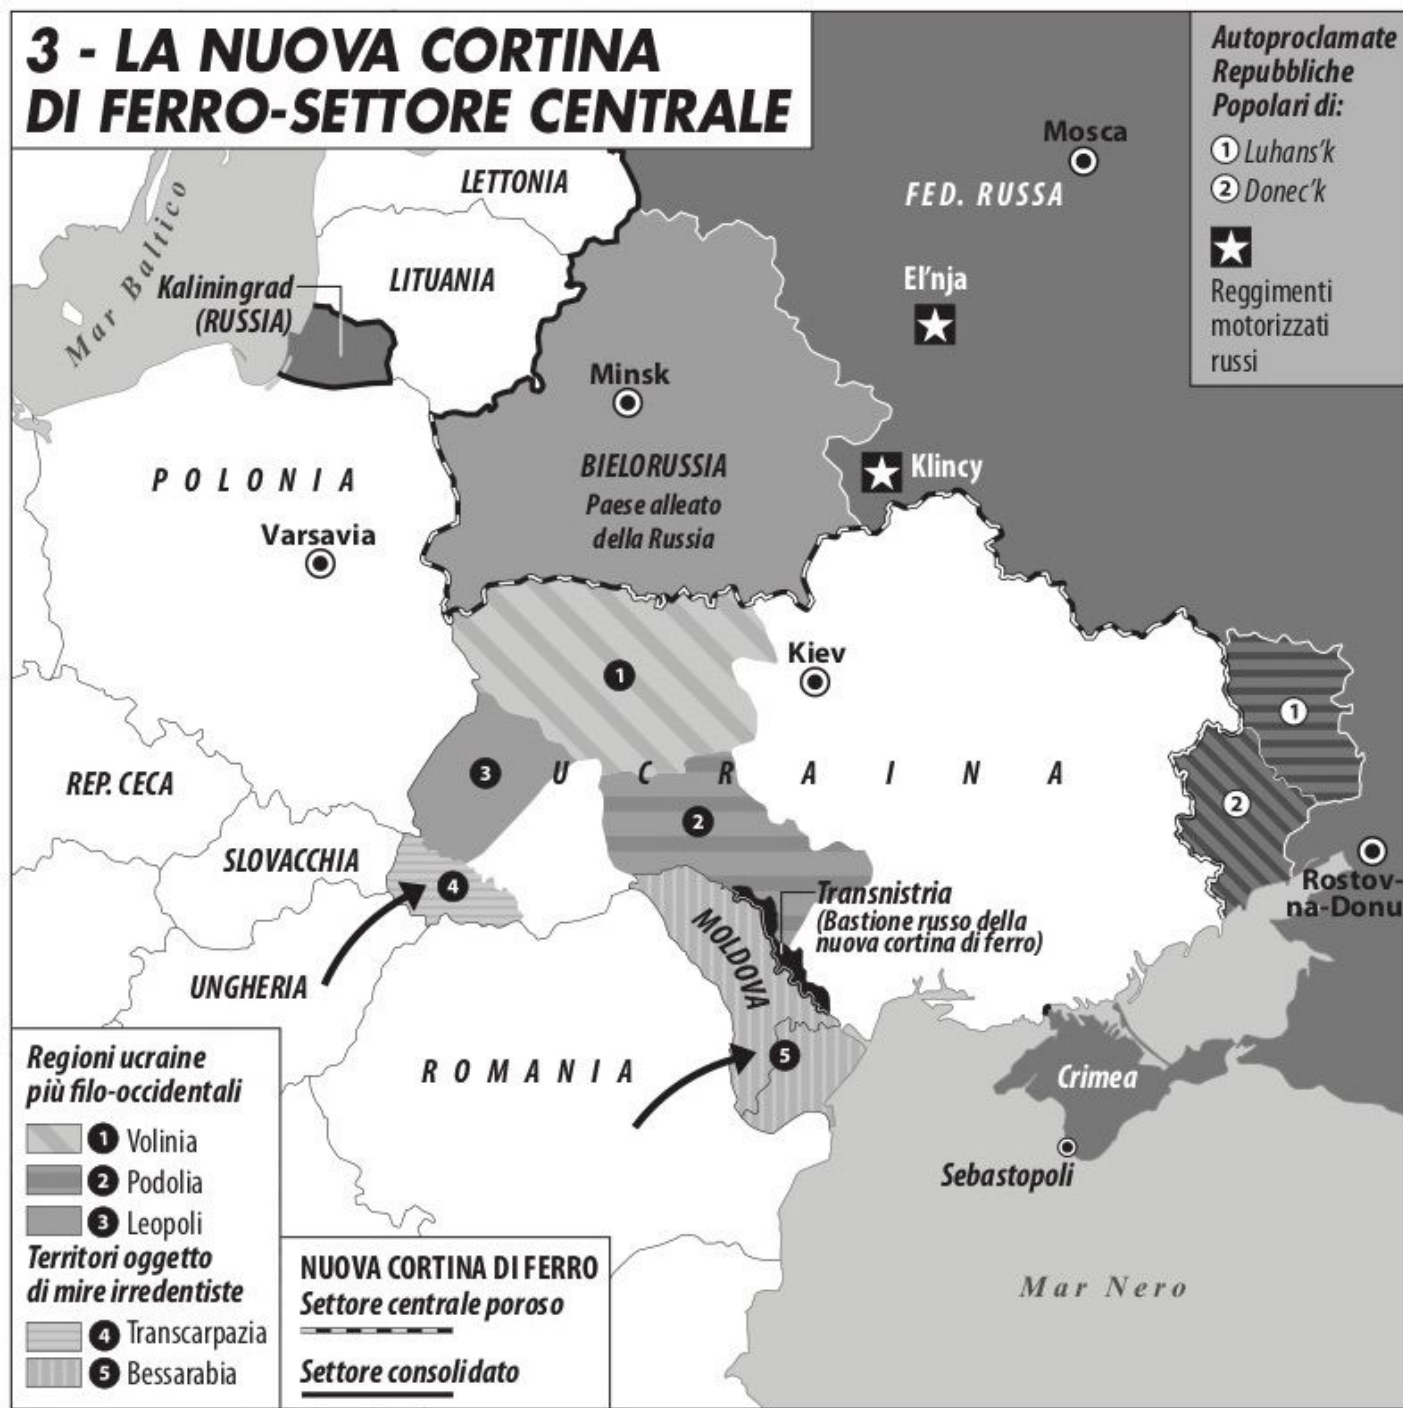 3 - LA NUOVA CORTINA
DI FERRO-SETTORE CENTRALE
Autoproclamate
Repubbliche
Popolari di:
1 Luhans'k
2 Donec'k
Reggimenti
motorizzati
russi
Mosca
FED. RUSSA
LETTONIA
Mar Baltico
LITUANIA
El'nja
Kaliningrad
(RUSSIA)
Minsk
Klincy
BIELORUSSIA
Paese alleato
della Russia
POLONIA
Varsavia
Kiev
1
1
2
3
UCRAINA
2
REP. CECA
SLOVACCHIA
4
Rostov-
na-Donu
Transnistria
(Bastione russo della
nuova cortina di ferro)
MOLDOVA
UNGHERIA
5
ROMANIA
Crimea
Sebastopoli
Mar Nero
Regioni ucraine
più filo-occidentali
1 Volinia
2 Podolia
3 Leopoli
Territori oggetto
di mire irredentiste
4 Transcarpazia
5 Bessarabia
NUOVA CORTINA DI FERRO
Settore centrale poroso
Settore consolidato